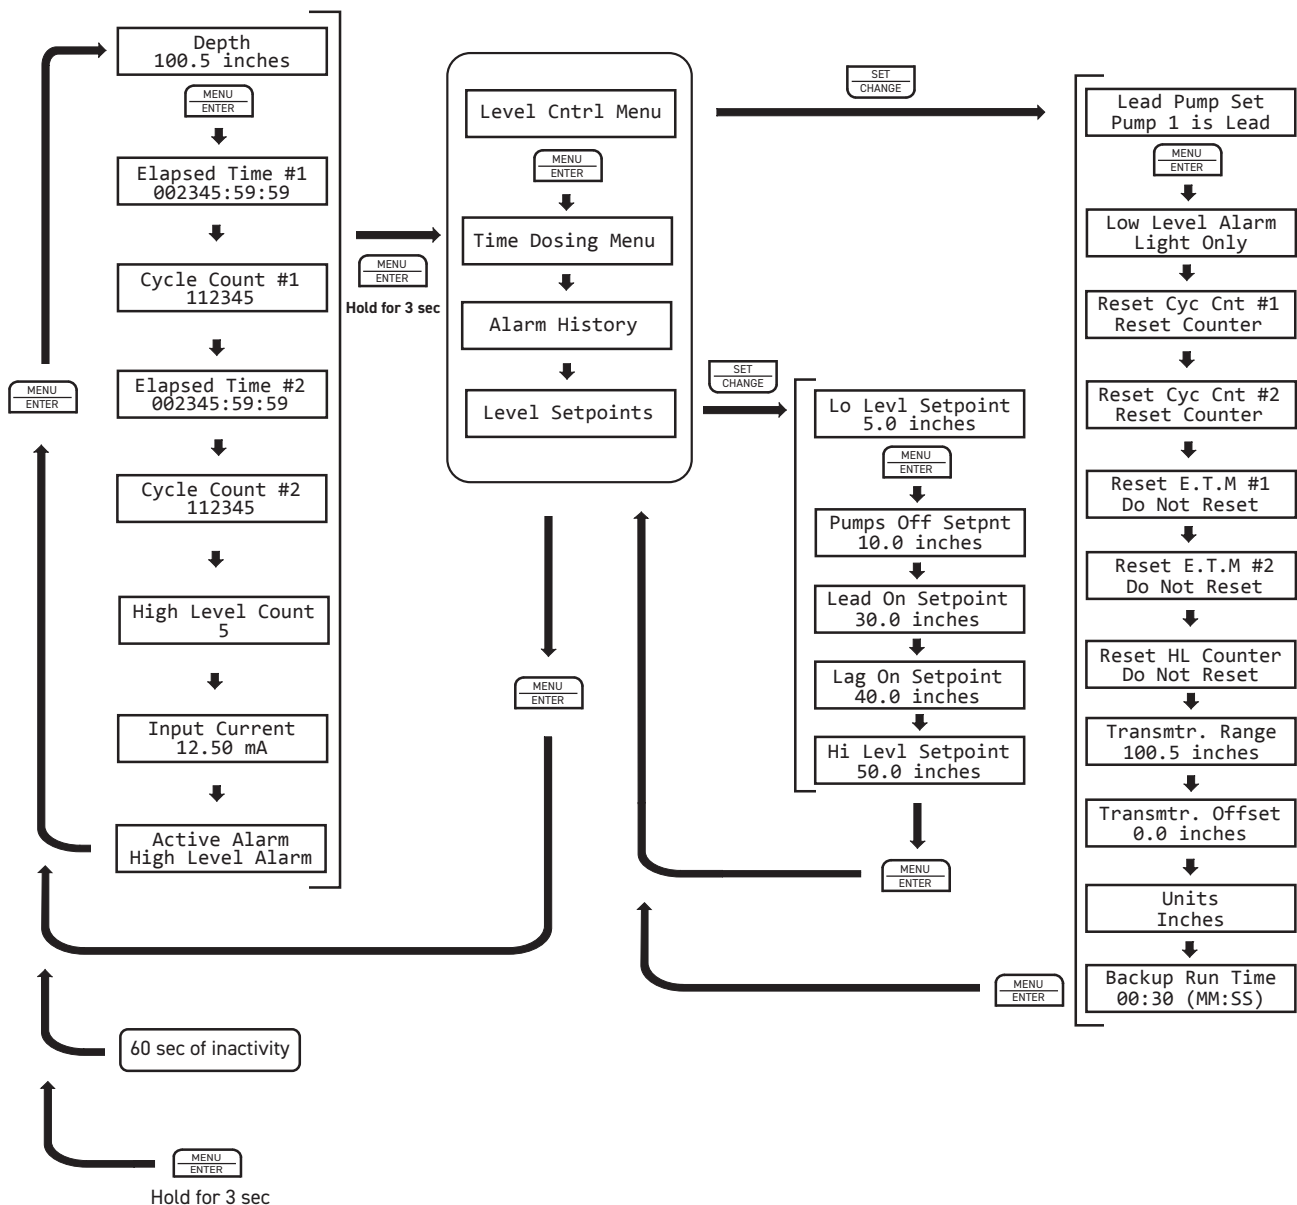 Depth
100.5 inches
MENU
ENTER
Elapsed Time #1
002345:59:59
Cycle Count #1
112345
Elapsed Time #2
002345:59:59
Cycle Count #2
112345
High Level Count
5
Input Current
12.50 mA
Active Alarm
High Level Alarm
MENU
ENTER
60 sec of inactivity
MENU
ENTER
Hold for 3 sec
MENU
ENTER
Hold for 3 sec
Level Cntrl Menu
MENU
ENTER
Time Dosing Menu
Alarm History
Level Setpoints
MENU
ENTER
SET
CHANGE
SET
CHANGE
Lo Levl Setpoint
5.0 inches
MENU
ENTER
Pumps Off Setpnt
10.0 inches
Lead On Setpoint
30.0 inches
Lag On Setpoint
40.0 inches
Hi Levl Setpoint
50.0 inches
MENU
ENTER
Lead Pump Set
Pump 1 is Lead
MENU
ENTER
Low Level Alarm
Light Only
Reset Cyc Cnt #1
Reset Counter
Reset Cyc Cnt #2
Reset Counter
Reset E.T.M #1
Do Not Reset
Reset E.T.M #2
Do Not Reset
Reset HL Counter
Do Not Reset
Transmtr. Range
100.5 inches
Transmtr. Offset
0.0 inches
Units
Inches
Backup Run Time
00:30 (MM:SS)
MENU
ENTER